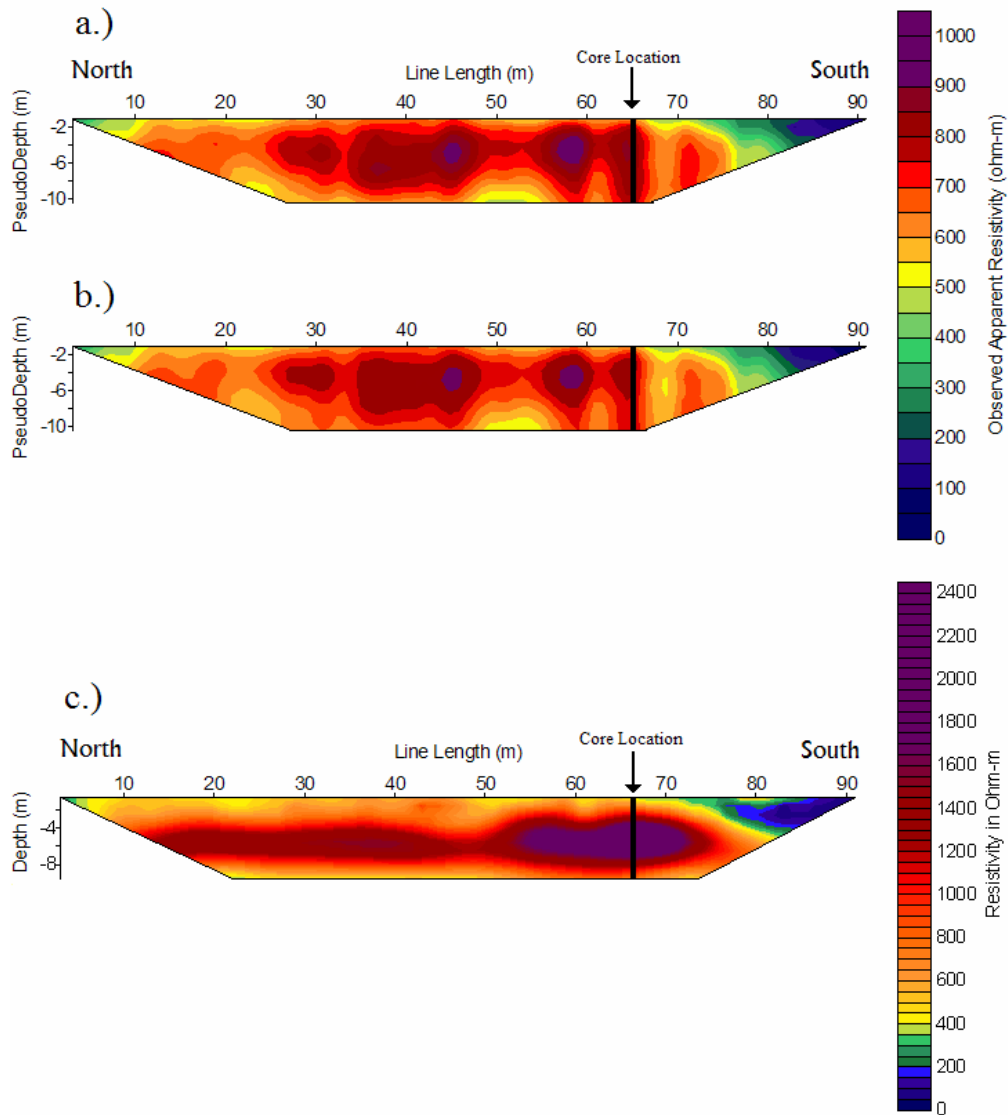 a.)
North
Line Length (m)
Core Location
South
10 20 30 40 50 60 70 80 90
PseudoDepth (m)
-2
-6
-10
b.)
10 20 30 40 50 60 70 80 90
PseudoDepth (m)
-2
-6
-10
1000
900
800
700
600
500
400
300
200
100
0
Observed Apparent Resistivity (ohm-m)
c.)
North
Line Length (m)
Core Location
South
10 20 30 40 50 60 70 80 90
Depth (m)
-4
-8
2400
2200
2000
1800
1600
1400
1200
1000
800
600
400
200
0
Resistivity in Ohm-m